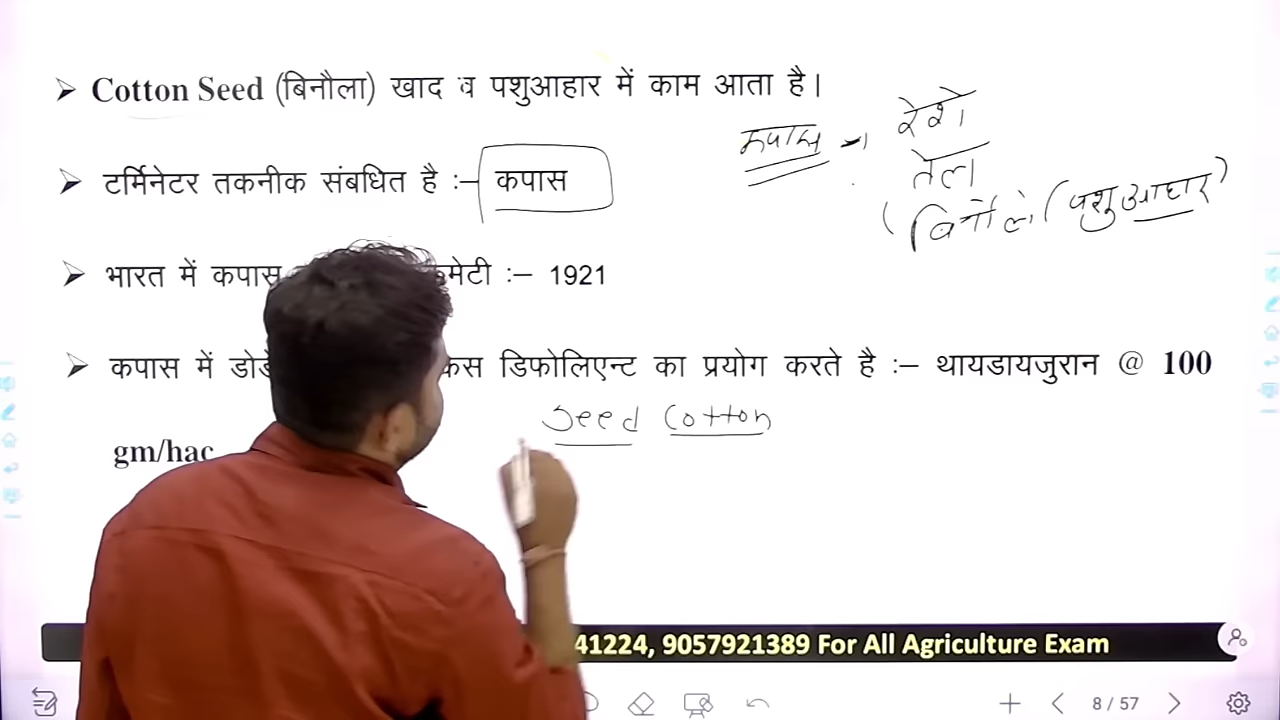 Cotton Seed (बिनौला) खाद व पशुआहार में काम आता है।
कपास → रेशे
तेल
(बिनौले (पशु आहार)
टर्मिनेटर तकनीक संबधित है :– कपास
भारत में कपास मेटी :– 1921
कपास में डोडे कस डिफोलिएन्ट का प्रयोग करते है :– थायडायजुरान @ 100
gm/hac
Seed Cotton
41224, 9057921389 For All Agriculture Exam
8 / 57